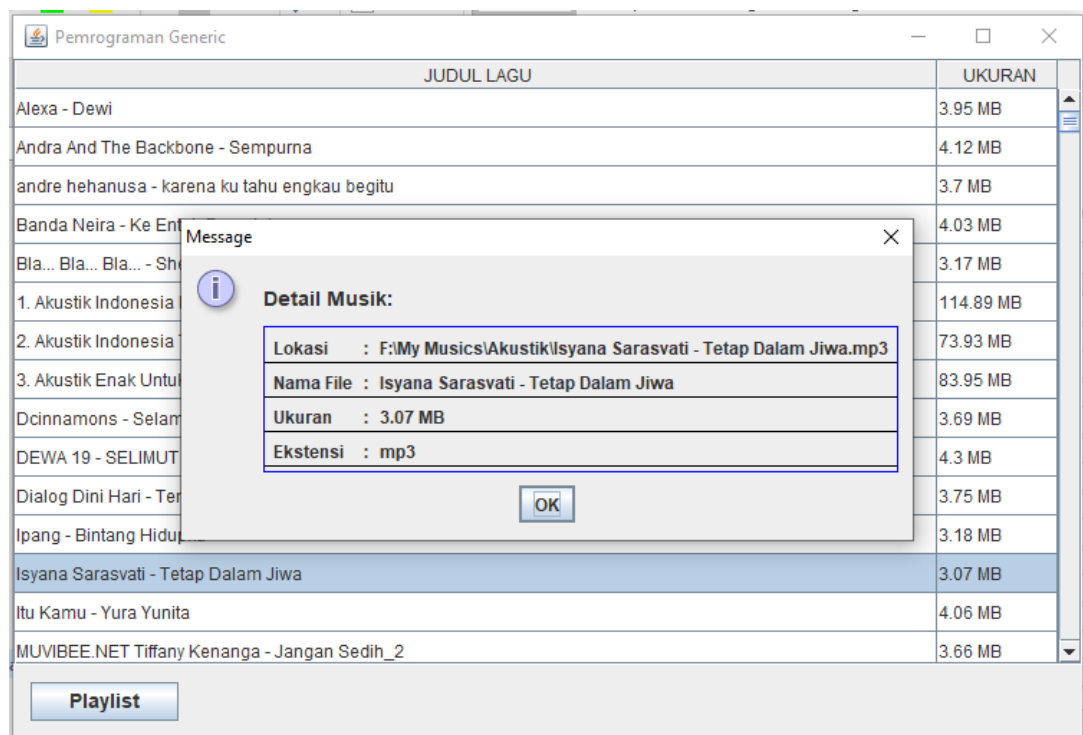 Pemrograman Generic
JUDUL LAGU UKURAN
Alexa - Dewi 3.95 MB
Andra And The Backbone - Sempurna 4.12 MB
andre hehanusa - karena ku tahu engkau begitu 3.7 MB
Banda Neira - Ke 4.03 MB
Bla... Bla... Bla... - 3.17 MB
1. Akustik Indonesia 114.89 MB
2. Akustik Indonesia 73.93 MB
3. Akustik Enak 83.95 MB
Dcinnamons - 3.69 MB
DEWA 19 - SELIMUT 4.3 MB
Dialog Dini Hari - 3.75 MB
Ipang - Bintang 3.18 MB
Isyana Sarasvati - Tetap Dalam Jiwa 3.07 MB
Itu Kamu - Yura Yunita 4.06 MB
MUVIBEE.NET Tiffany Kenanga - Jangan Sedih_2 3.66 MB
Message
Detail Musik:
Lokasi : F:\My Musics\Akustik\Isyana Sarasvati - Tetap Dalam Jiwa.mp3
Nama File : Isyana Sarasvati - Tetap Dalam Jiwa
Ukuran : 3.07 MB
Ekstensi : mp3
OK
Playlist